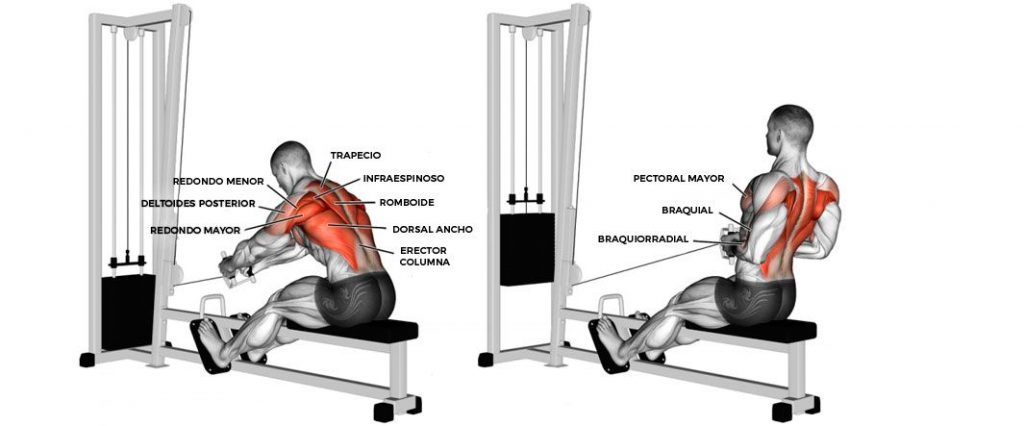 TRAPECIO
REDONDO MENOR
INFRAESPINOSO
DELTOIDES POSTERIOR
ROMBOIDE
REDONDO MAYOR
DORSAL ANCHO
ERECTOR
COLUMNA
PECTORAL MAYOR
BRAQUIAL
BRAQUIORRADIAL